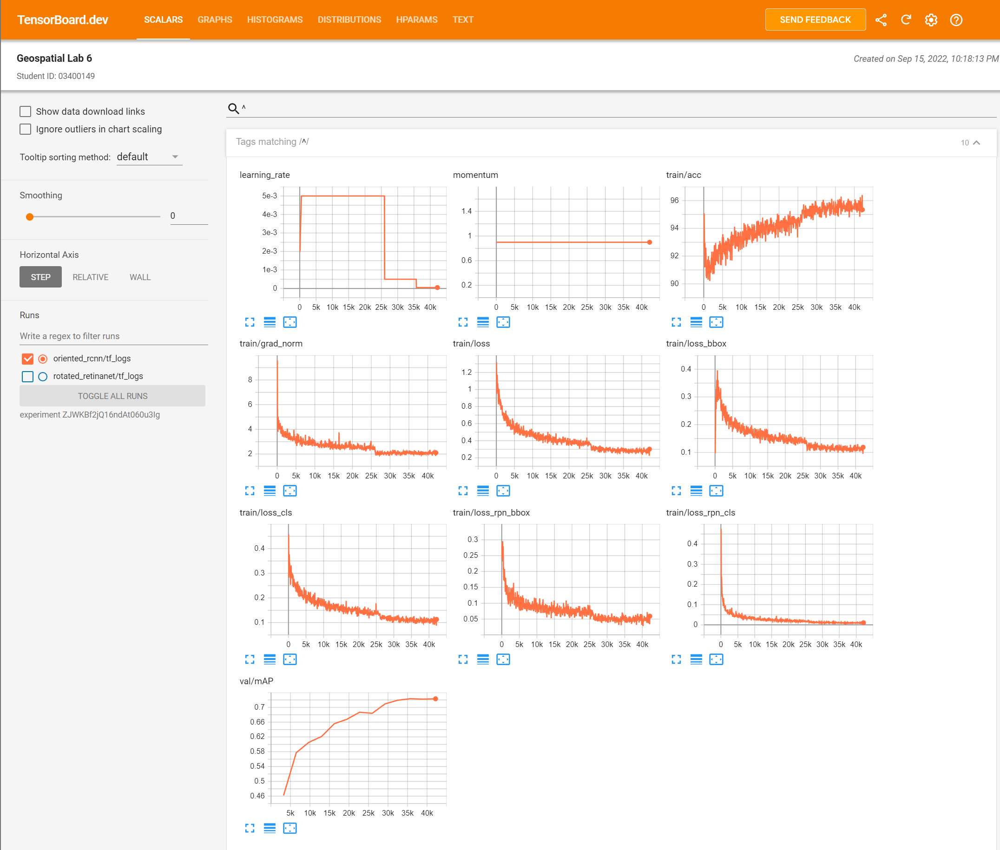 TensorBoard.dev SCALARS GRAPHS HISTOGRAMS DISTRIBUTIONS HPARAMS TEXT SEND FEEDBACK
Geospatial Lab 6
Created on Sep 15, 2022, 10:18:13 PM
Student ID: 03400149
Show data download links
Ignore outliers in chart scaling
Tooltip sorting method: default
Smoothing
0
Horizontal Axis
STEP RELATIVE WALL
Runs
Write a regex to filter runs
oriented_rcnn/tf_logs
rotated_retinanet/tf_logs
TOGGLE ALL RUNS
experiment ZJWKBf2jQ16ndAt060u3Ig
^
Tags matching /^/ 10
learning_rate
5e-3
4e-3
3e-3
2e-3
1e-3
0
0 5k 10k 15k 20k 25k 30k 35k 40k
momentum
1.4
1
0.6
0.2
0 5k 10k 15k 20k 25k 30k 35k 40k
train/acc
96
94
92
90
0 5k 10k 15k 20k 25k 30k 35k 40k
train/grad_norm
8
6
4
2
0 5k 10k 15k 20k 25k 30k 35k 40k
train/loss
1.2
1
0.8
0.6
0.4
0.2
0 5k 10k 15k 20k 25k 30k 35k 40k
train/loss_bbox
0.4
0.3
0.2
0.1
0 5k 10k 15k 20k 25k 30k 35k 40k
train/loss_cls
0.4
0.3
0.2
0.1
0 5k 10k 15k 20k 25k 30k 35k 40k
train/loss_rpn_bbox
0.3
0.25
0.2
0.15
0.1
0.05
0 5k 10k 15k 20k 25k 30k 35k 40k
train/loss_rpn_cls
0.4
0.3
0.2
0.1
0
0 5k 10k 15k 20k 25k 30k 35k 40k
val/mAP
0.7
0.66
0.62
0.58
0.54
0.5
0.46
5k 10k 15k 20k 25k 30k 35k 40k